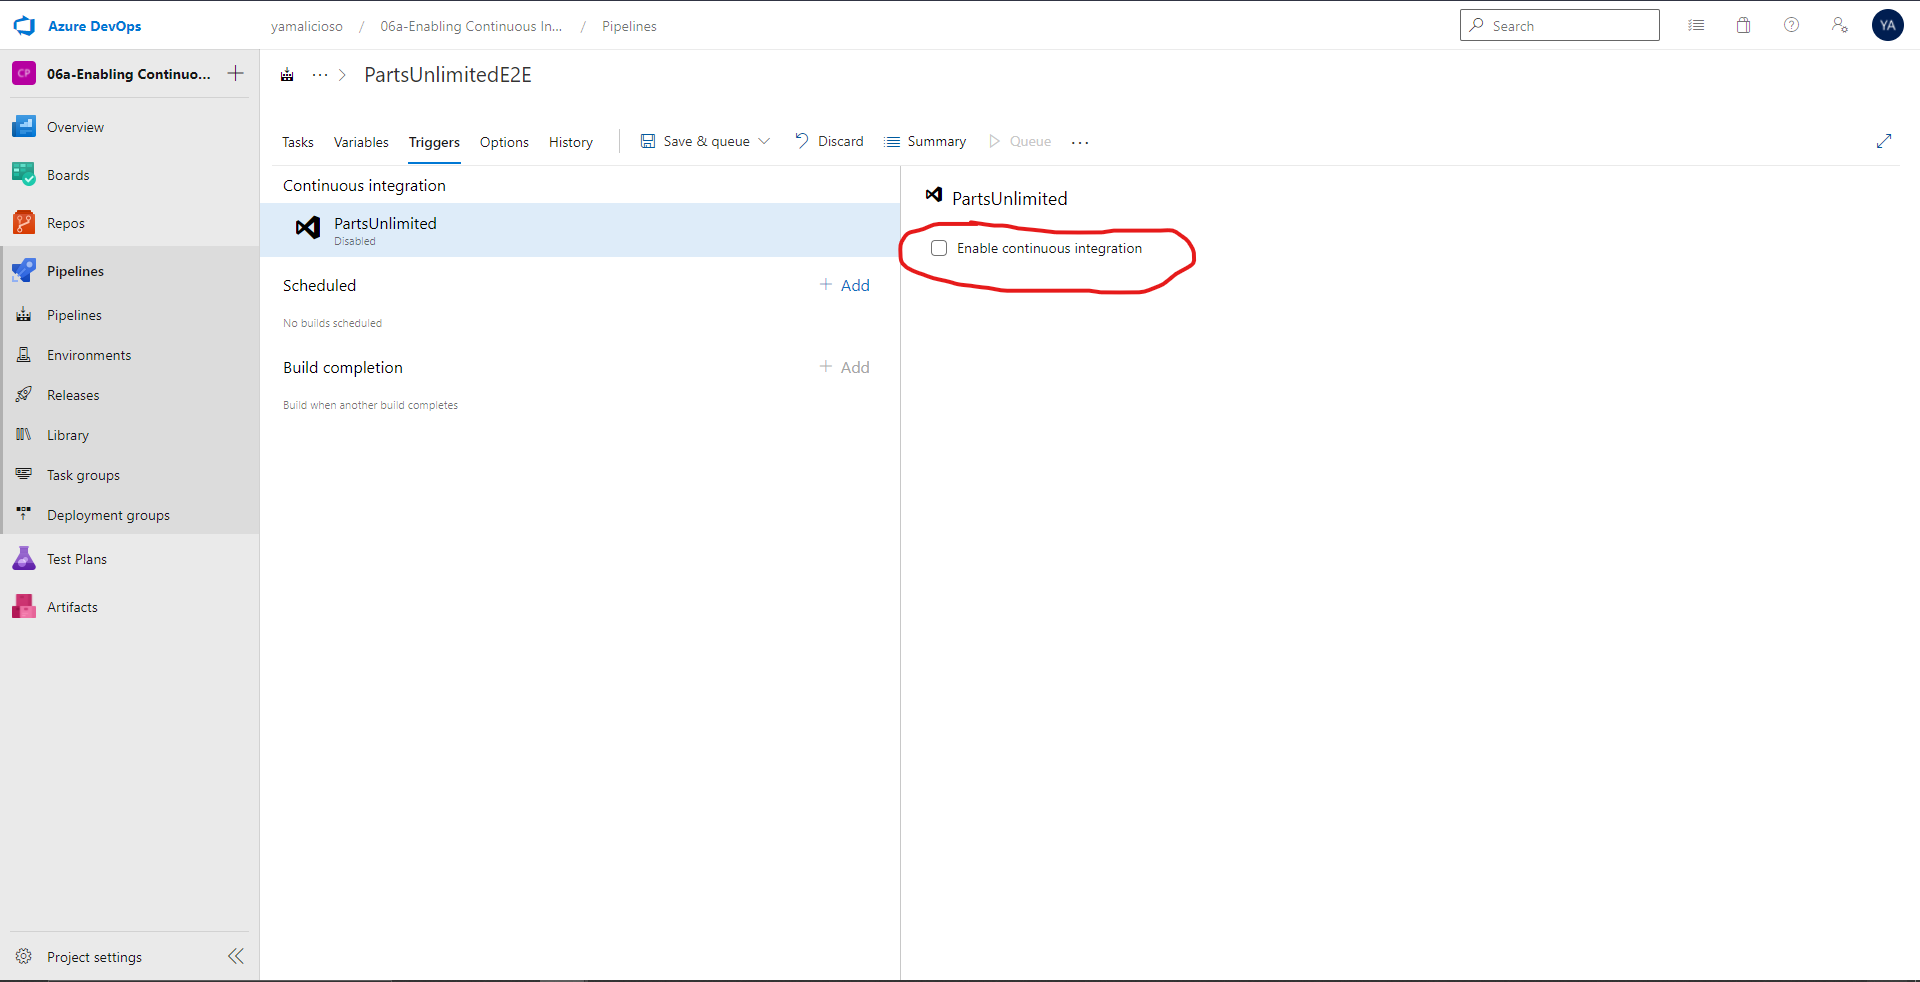 Azure DevOps
yamalicioso / 06a-Enabling Continuous In... / Pipelines
Search
YA
CP 06a-Enabling Continuo...
PartsUnlimitedE2E
Overview
Boards
Repos
Pipelines
Pipelines
Environments
Releases
Library
Task groups
Deployment groups
Test Plans
Artifacts
Project settings
Tasks Variables Triggers Options History Save & queue Discard Summary Queue ...
Continuous integration
PartsUnlimited
Disabled
Scheduled + Add
No builds scheduled
Build completion + Add
Build when another build completes
PartsUnlimited
Enable continuous integration